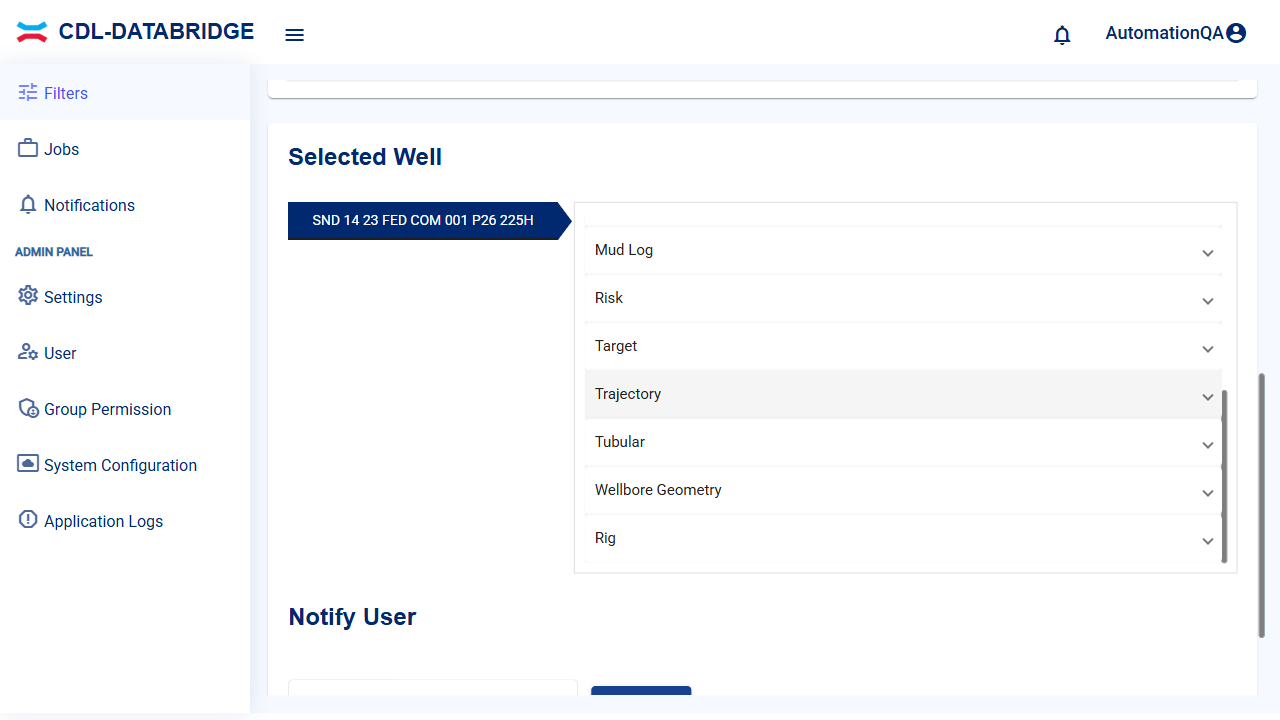 CDL-DATABRIDGE
AutomationQA
Filters
Jobs
Notifications
ADMIN PANEL
Settings
User
Group Permission
System Configuration
Application Logs
Selected Well
SND 14 23 FED COM 001 P26 225H
Mud Log
Risk
Target
Trajectory
Tubular
Wellbore Geometry
Rig
Notify User